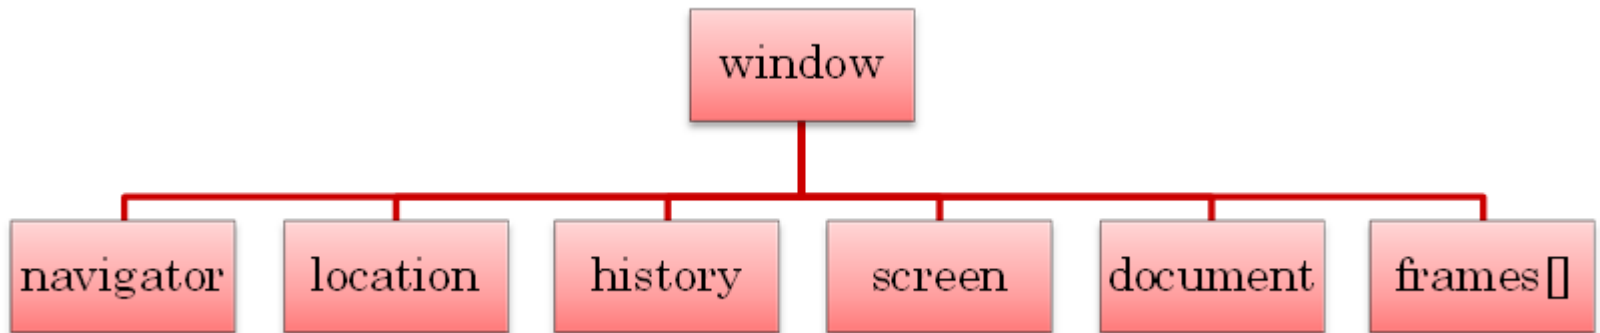 window
navigator
location
history
screen
document
frames[]